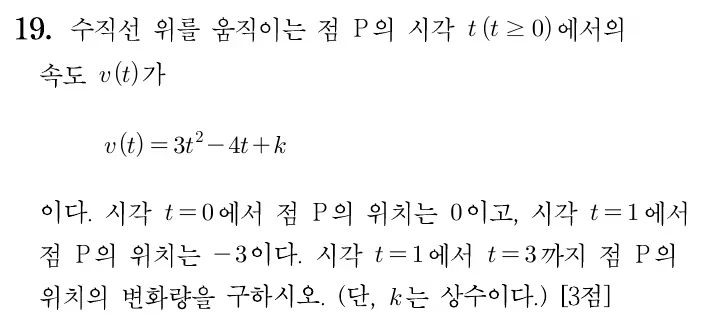 19. 수직선 위를 움직이는 점 P의 시각 t (t ≥ 0)에서의
속도 v(t)가
v(t) = 3t² − 4t + k
이다. 시각 t = 0에서 점 P의 위치는 0이고, 시각 t = 1에서
점 P의 위치는 −3이다. 시각 t = 1에서 t = 3까지 점 P의
위치의 변화량을 구하시오. (단, k는 상수이다.) [3점]